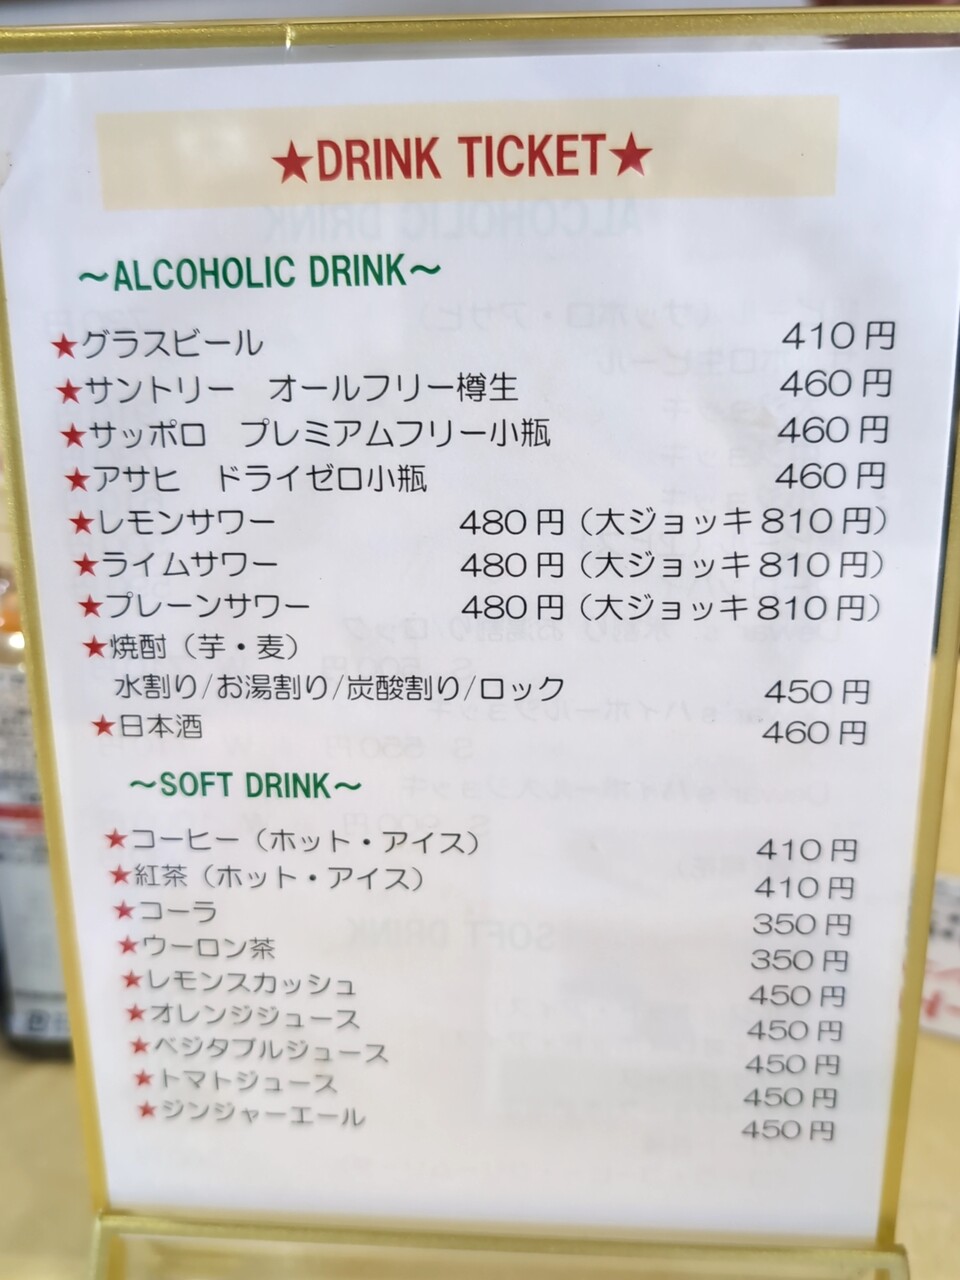 ★DRINK TICKET★
～ALCOHOLIC DRINK～
★グラスビール 410円
★サントリー　オールフリー樽生 460円
★サッポロ　プレミアムフリー小瓶 460円
★アサヒ　ドライゼロ小瓶 460円
★レモンサワー 480円（大ジョッキ810円）
★ライムサワー 480円（大ジョッキ810円）
★プレーンサワー 480円（大ジョッキ810円）
★焼酎（芋・麦）
水割り/お湯割り/炭酸割り/ロック 450円
★日本酒 460円
～SOFT DRINK～
★コーヒー（ホット・アイス） 410円
★紅茶（ホット・アイス） 410円
★コーラ 350円
★ウーロン茶 350円
★レモンスカッシュ 450円
★オレンジジュース 450円
★ベジタブルジュース 450円
★トマトジュース 450円
★ジンジャーエール 450円